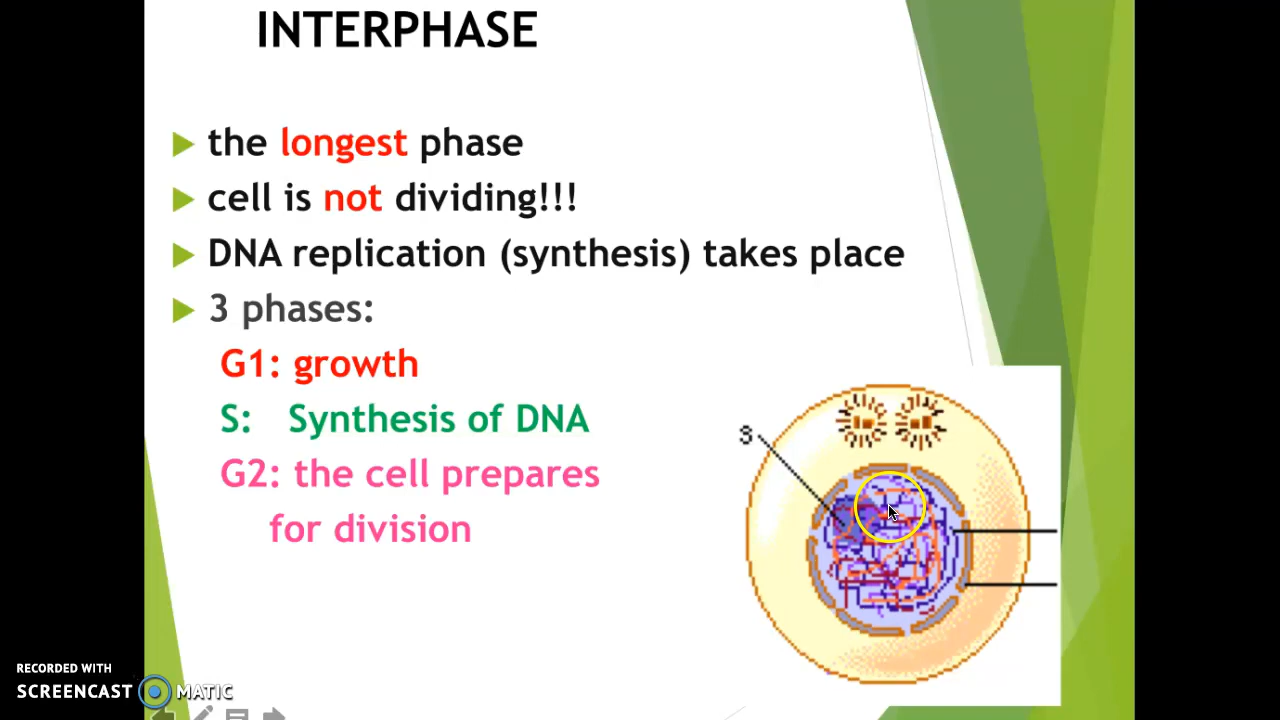 INTERPHASE
the longest phase
cell is not dividing!!!
DNA replication (synthesis) takes place
3 phases:
G1: growth
S: Synthesis of DNA
G2: the cell prepares
for division
S
RECORDED WITH
SCREENCAST MATIC